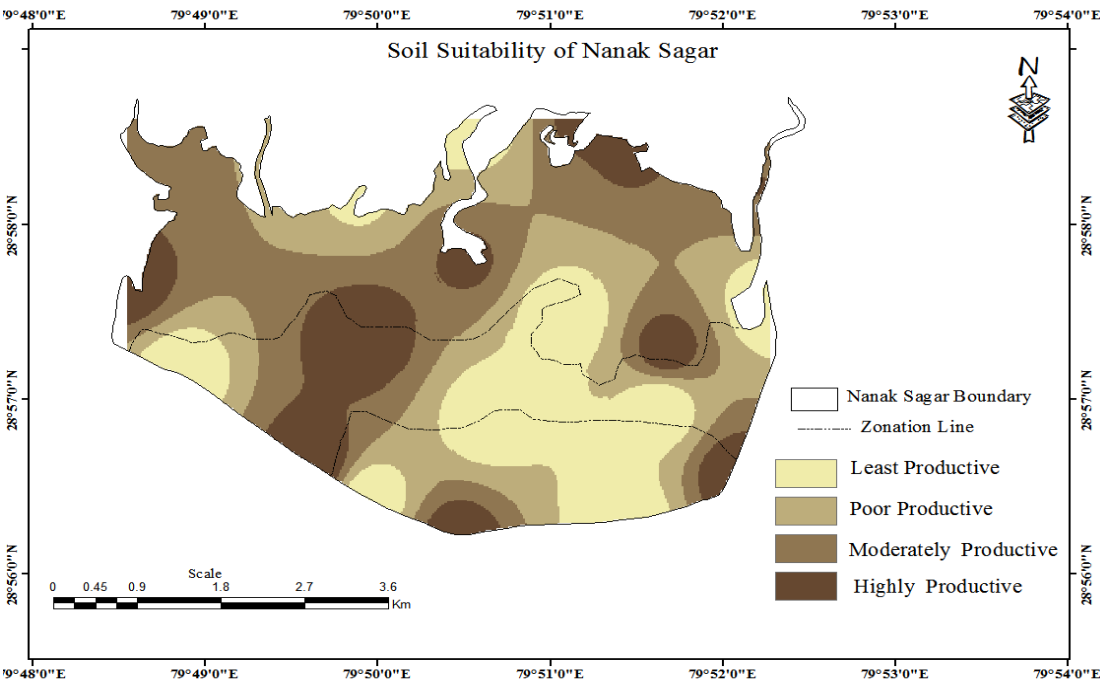 79°48'0"E 79°49'0"E 79°50'0"E 79°51'0"E 79°52'0"E 79°53'0"E 79°54'0"E
Soil Suitability of Nanak Sagar
N
28°58'0"N 28°58'0"N
28°57'0"N 28°57'0"N
Nanak Sagar Boundary
Zonation Line
Least Productive
Poor Productive
Moderately Productive
Highly Productive
28°56'0"N 28°56'0"N
Scale
0 0.45 0.9 1.8 2.7 3.6
Km
79°48'0"E 79°49'0"E 79°50'0"E 79°51'0"E 79°52'0"E 79°53'0"E 79°54'0"E